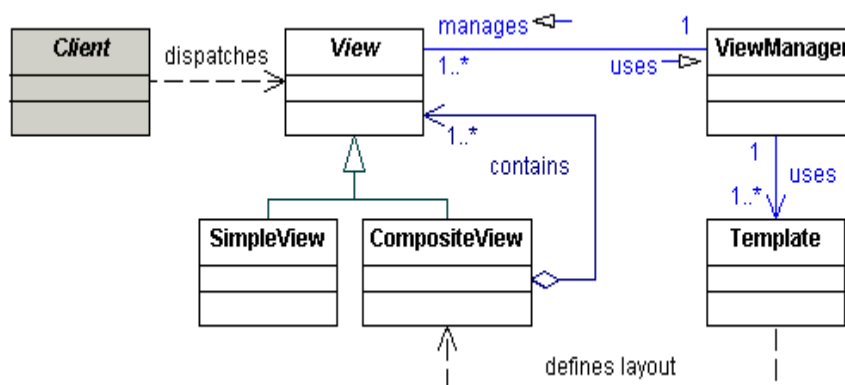 Client
dispatches
View
manages
1
1..*
uses
ViewManager
1..*
contains
1
uses
1..*
SimpleView
CompositeView
Template
defines layout